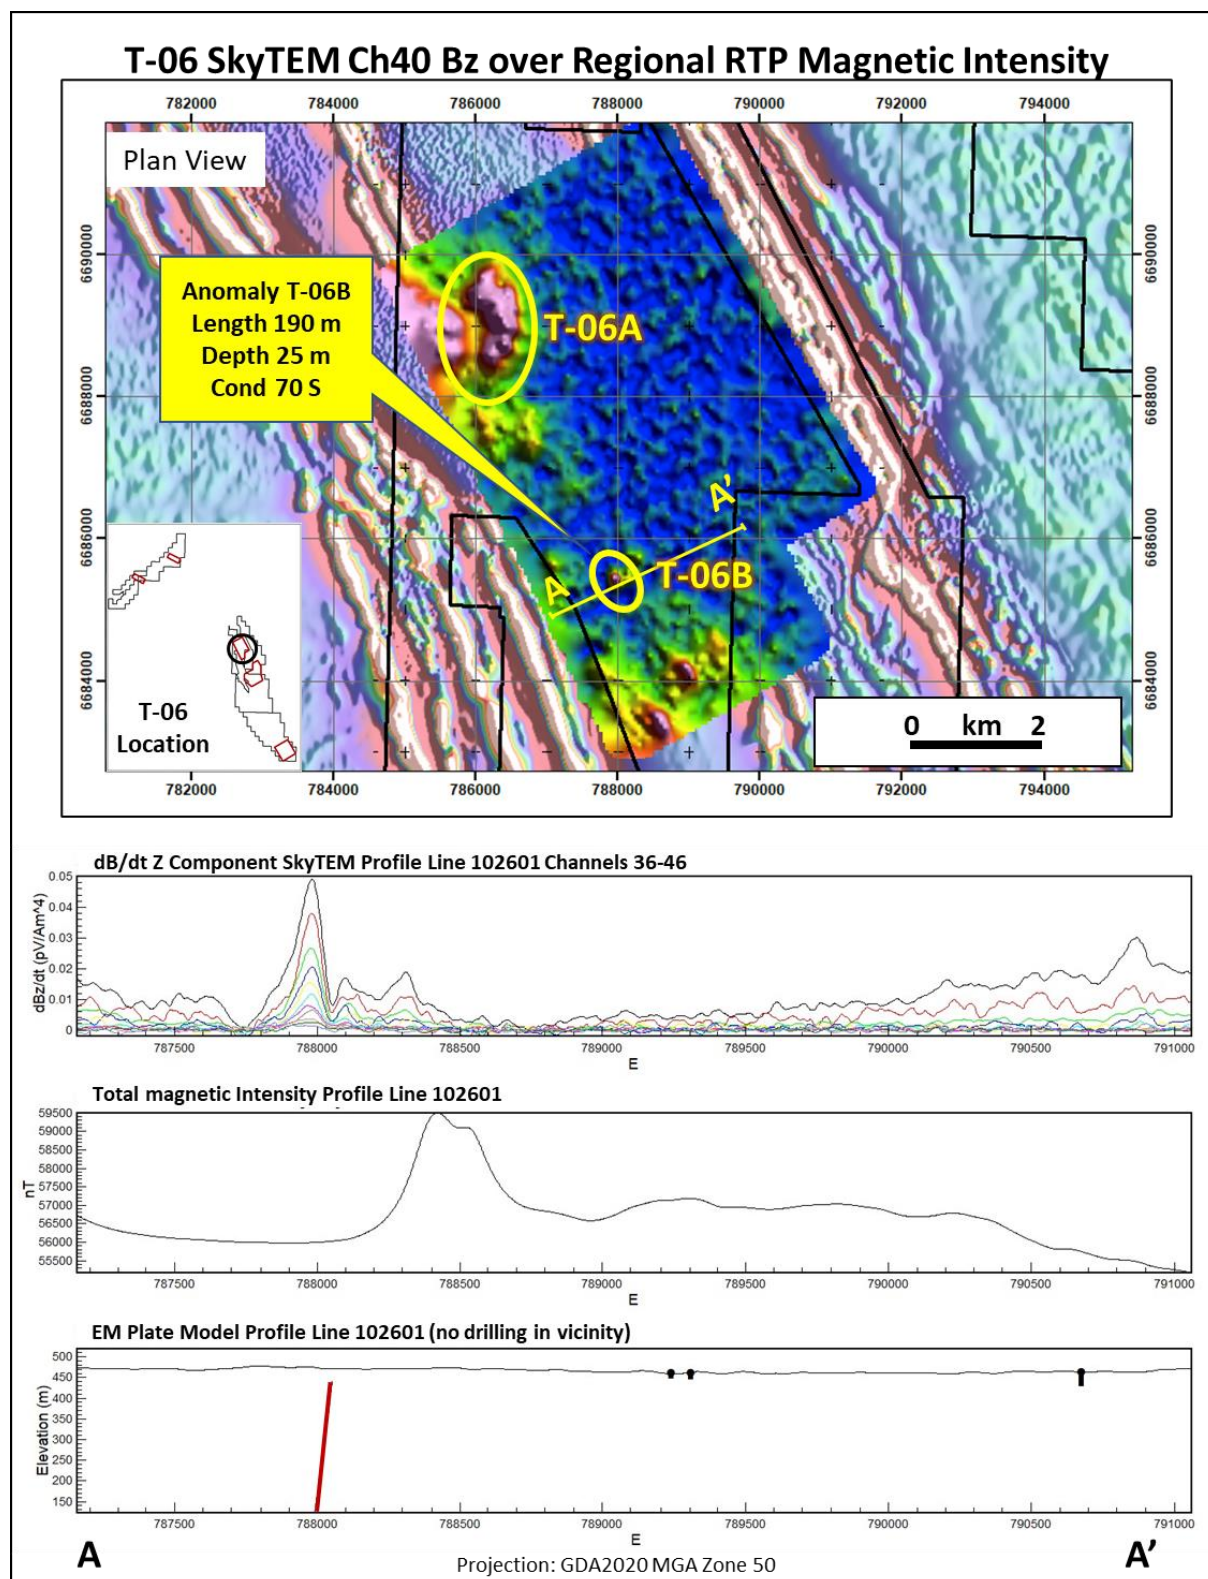 T-06 SkyTEM Ch40 Bz over Regional RTP Magnetic Intensity
782000 784000 786000 788000 790000 792000 794000
Plan View
6690000 6690000
Anomaly T-06B
Length 190 m
Depth 25 m
Cond 70 S
T-06A
6688000 6688000
A'
6686000 6686000
A
T-06B
6684000 6684000
T-06
Location
0 km 2
782000 784000 786000 788000 790000 792000 794000
dB/dt Z Component SkyTEM Profile Line 102601 Channels 36-46
dBz/dt (pV/Am^4)
0.05
0.04
0.03
0.02
0.01
0
787500 788000 788500 789000 789500 790000 790500 791000
E
Total magnetic Intensity Profile Line 102601
nT
59500
59000
58500
58000
57500
57000
56500
56000
55500
787500 788000 788500 789000 789500 790000 790500 791000
E
EM Plate Model Profile Line 102601 (no drilling in vicinity)
Elevation (m)
500
450
400
350
300
250
200
150
787500 788000 788500 789000 789500 790000 790500 791000
E
A A'
Projection: GDA2020 MGA Zone 50